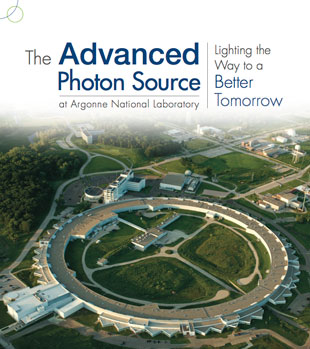 The Advanced
Photon Source
at Argonne National Laboratory
Lighting the
Way to a
Better
Tomorrow